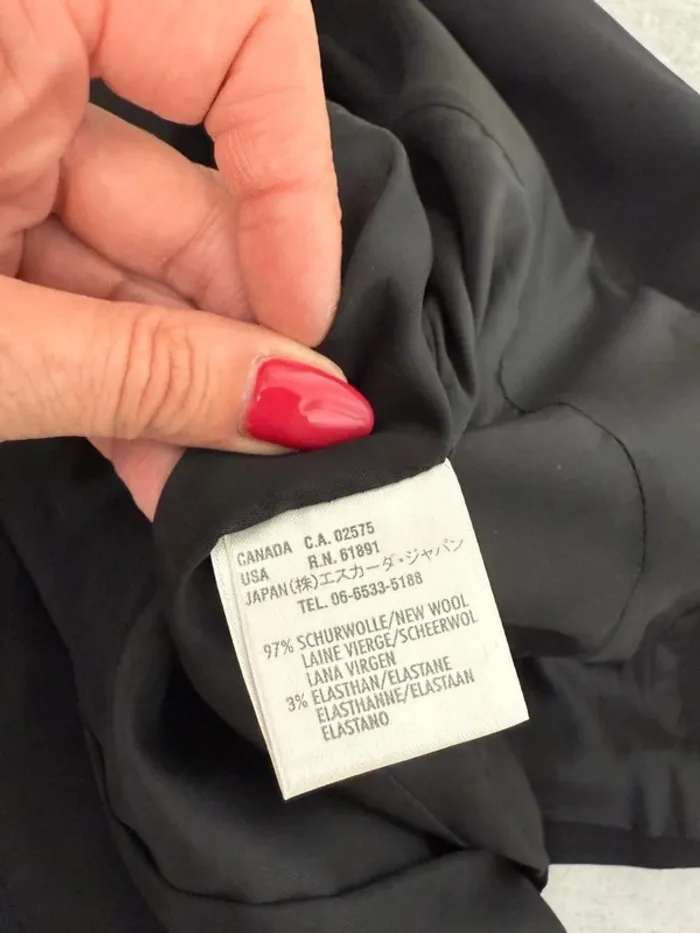 CANADA C.A. 02575
USA R.N. 61891
JAPAN(株)エスカーダ・ジャパン
TEL. 06-6533-5188
97% SCHURWOLLE/NEW WOOL
LAINE VIERGE/SCHEERWOL
LANA VIRGEN
3% ELASTHAN/ELASTANE
ELASTHANNE/ELASTAAN
ELASTANO